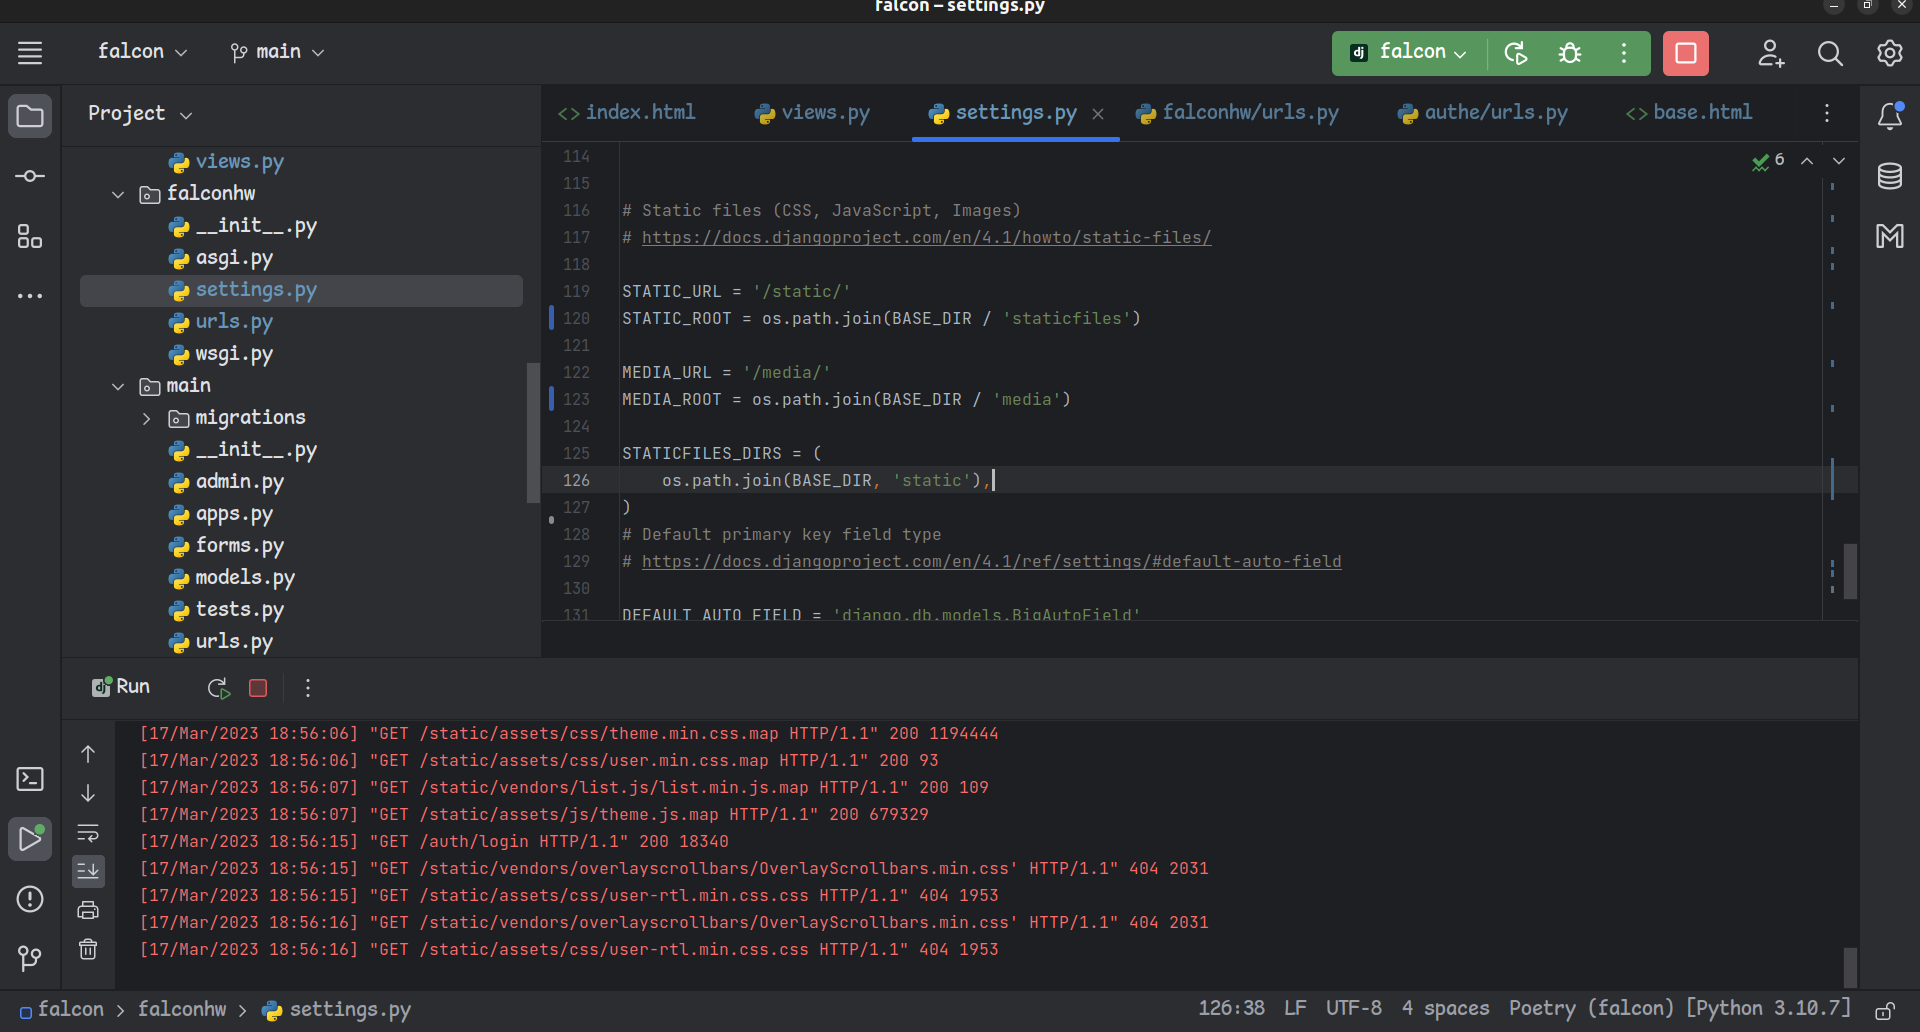 falcon – settings.py
falcon main falcon
Project
index.html views.py settings.py falconhw/urls.py authe/urls.py base.html
views.py
falconhw
__init__.py
asgi.py
settings.py
urls.py
wsgi.py
main
migrations
__init__.py
admin.py
apps.py
forms.py
models.py
tests.py
urls.py
6
114
115
116 # Static files (CSS, JavaScript, Images)
117 # https://docs.djangoproject.com/en/4.1/howto/static-files/
118
119 STATIC_URL = '/static/'
120 STATIC_ROOT = os.path.join(BASE_DIR / 'staticfiles')
121
122 MEDIA_URL = '/media/'
123 MEDIA_ROOT = os.path.join(BASE_DIR / 'media')
124
125 STATICFILES_DIRS = (
126 os.path.join(BASE_DIR, 'static'),
127 )
128 # Default primary key field type
129 # https://docs.djangoproject.com/en/4.1/ref/settings/#default-auto-field
130
131 DEFAULT_AUTO_FIELD = 'django.db.models.BigAutoField'
Run
[17/Mar/2023 18:56:06] "GET /static/assets/css/theme.min.css.map HTTP/1.1" 200 1194444
[17/Mar/2023 18:56:06] "GET /static/assets/css/user.min.css.map HTTP/1.1" 200 93
[17/Mar/2023 18:56:07] "GET /static/vendors/list.js/list.min.js.map HTTP/1.1" 200 109
[17/Mar/2023 18:56:07] "GET /static/assets/js/theme.js.map HTTP/1.1" 200 679329
[17/Mar/2023 18:56:15] "GET /auth/login HTTP/1.1" 200 18340
[17/Mar/2023 18:56:15] "GET /static/vendors/overlayscrollbars/OverlayScrollbars.min.css' HTTP/1.1" 404 2031
[17/Mar/2023 18:56:15] "GET /static/assets/css/user-rtl.min.css.css HTTP/1.1" 404 1953
[17/Mar/2023 18:56:16] "GET /static/vendors/overlayscrollbars/OverlayScrollbars.min.css' HTTP/1.1" 404 2031
[17/Mar/2023 18:56:16] "GET /static/assets/css/user-rtl.min.css.css HTTP/1.1" 404 1953
falcon > falconhw > settings.py 126:38 LF UTF-8 4 spaces Poetry (falcon) [Python 3.10.7]